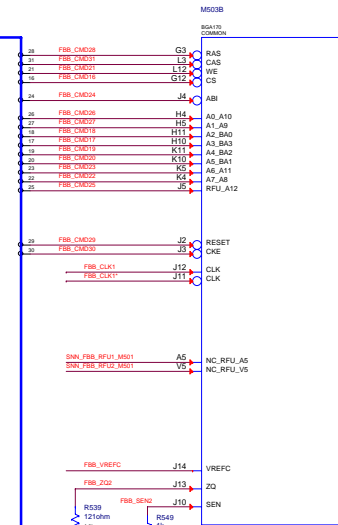 M503B
BGA170
COMMON
28 FBB_CMD28 G3 RAS
31 FBB_CMD31 L3 CAS
21 FBB_CMD21 L12 WE
16 FBB_CMD16 G12 CS
24 FBB_CMD24 J4 ABI
26 FBB_CMD26 H4 A0_A10
27 FBB_CMD27 H5 A1_A9
18 FBB_CMD18 H11 A2_BA0
17 FBB_CMD17 H10 A3_BA3
19 FBB_CMD19 K11 A4_BA2
20 FBB_CMD20 K10 A5_BA1
23 FBB_CMD23 K5 A6_A11
22 FBB_CMD22 K4 A7_A8
25 FBB_CMD25 J5 RFU_A12
29 FBB_CMD29 J2 RESET
30 FBB_CMD30 J3 CKE
FBB_CLK1 J12 CLK
FBB_CLK1* J11 CLK
SNN_FBB_RFU1_M501 A5 NC_RFU_A5
SNN_FBB_RFU2_M501 V5 NC_RFU_V5
FBB_VREFC J14 VREFC
FBB_ZQ2 J13 ZQ
FBB_SEN2 J10 SEN
R539
121ohm
R549